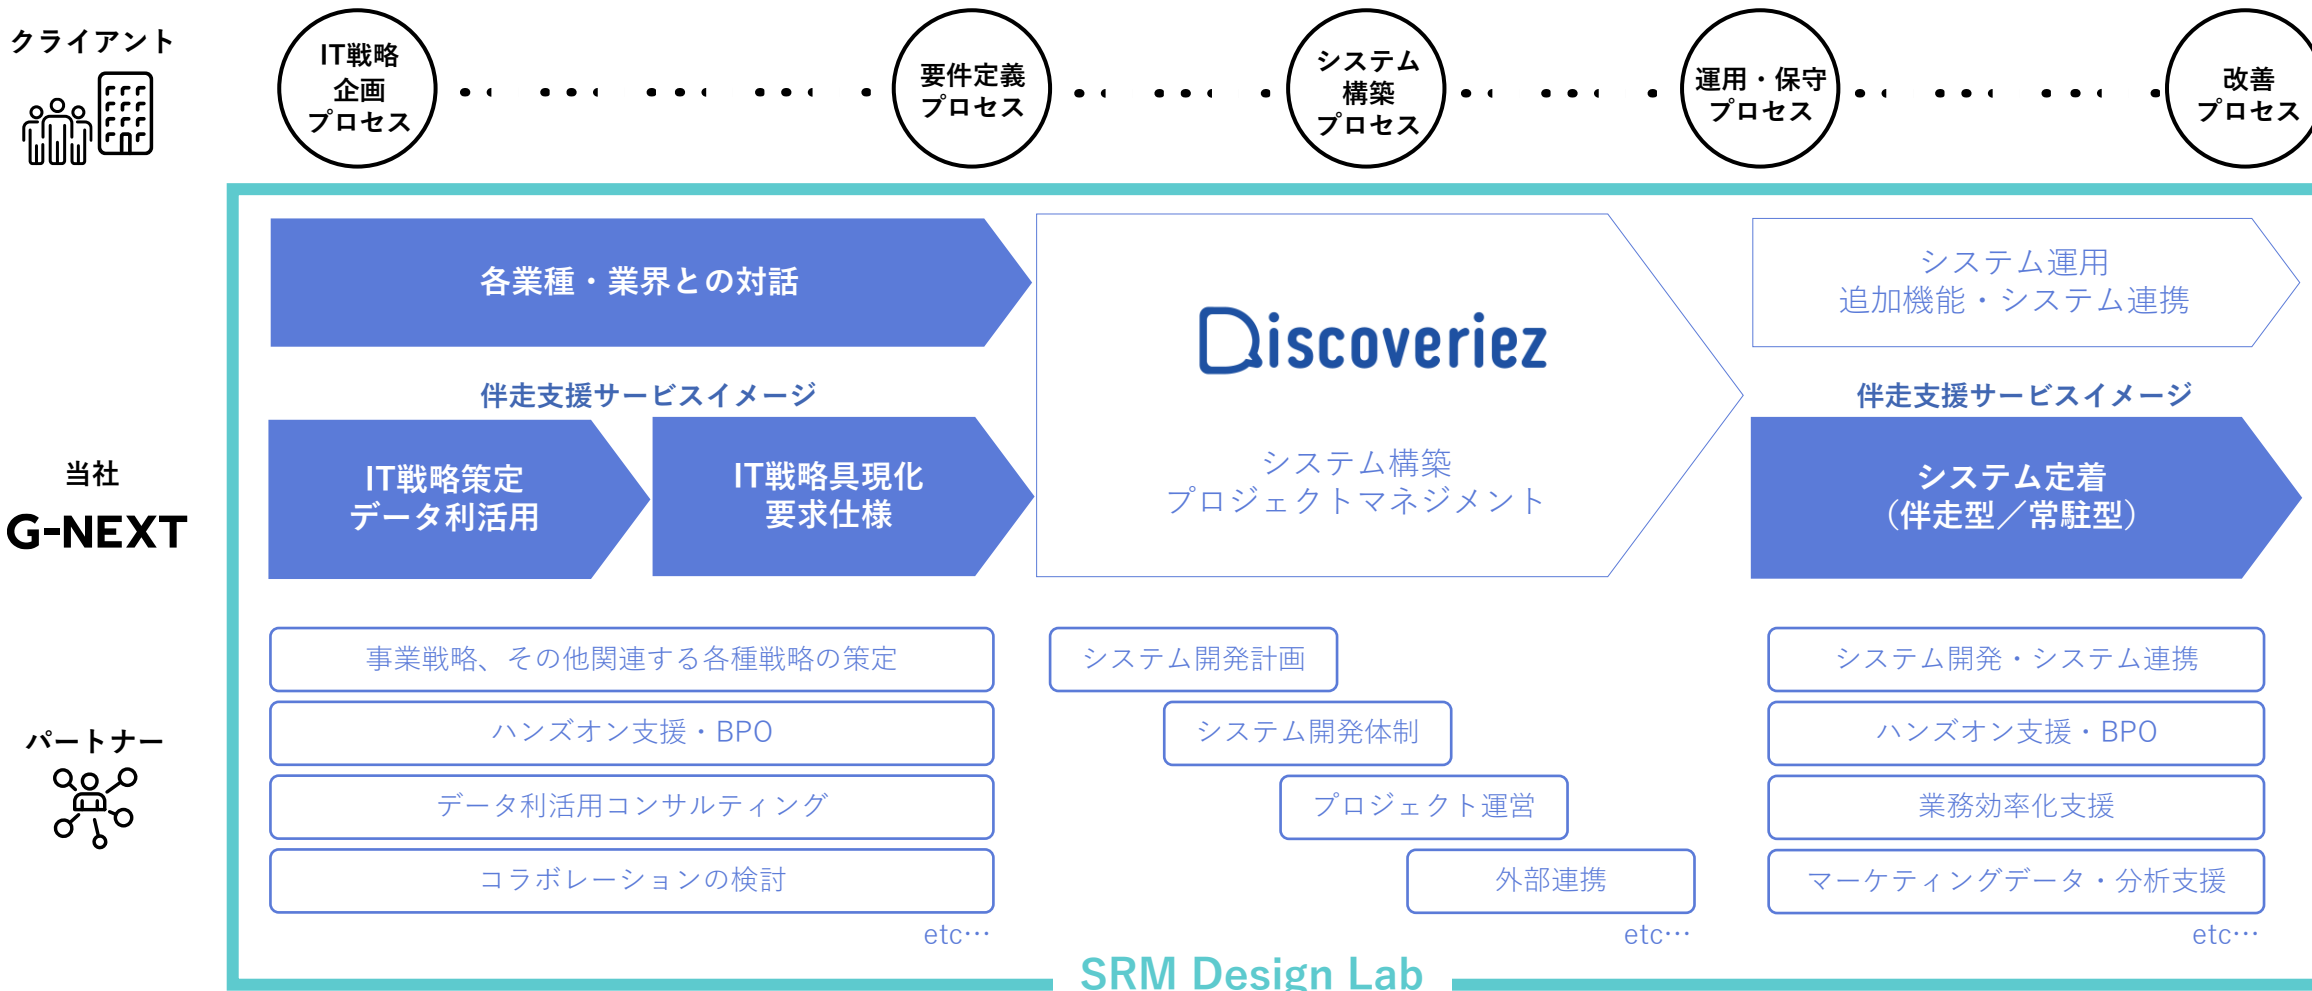 クライアント
IT戦略
企画
プロセス
要件定義
プロセス
システム
構築
プロセス
運用・保守
プロセス
改善
プロセス
各業種・業界との対話
Discoveriez
システム運用
追加機能・システム連携
伴走支援サービスイメージ
伴走支援サービスイメージ
当社
G-NEXT
IT戦略策定
データ利活用
IT戦略具現化
要求仕様
システム構築
プロジェクトマネジメント
システム定着
（伴走型／常駐型）
パートナー
事業戦略、その他関連する各種戦略の策定
ハンズオン支援・BPO
データ利活用コンサルティング
コラボレーションの検討
etc…
システム開発計画
システム開発体制
プロジェクト運営
外部連携
etc…
システム開発・システム連携
ハンズオン支援・BPO
業務効率化支援
マーケティングデータ・分析支援
etc…
SRM Design Lab